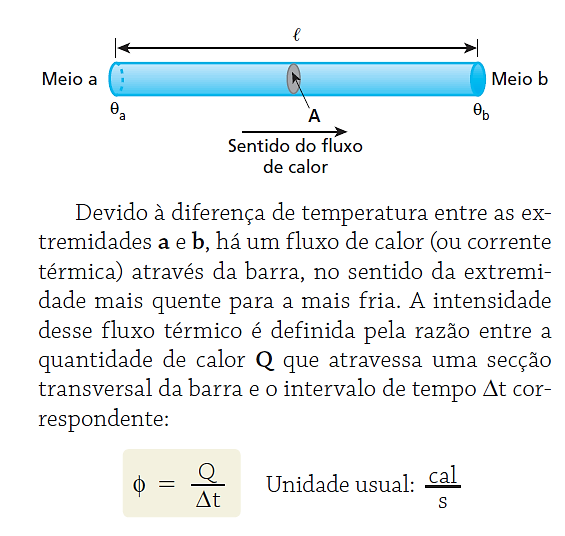 ℓ
Meio a
Meio b
θa
A
θb
Sentido do fluxo
de calor
Devido à diferença de temperatura entre as ex-
tremidades a e b, há um fluxo de calor (ou corrente
térmica) através da barra, no sentido da extremi-
dade mais quente para a mais fria. A intensidade
desse fluxo térmico é definida pela razão entre a
quantidade de calor Q que atravessa uma secção
transversal da barra e o intervalo de tempo Δt cor-
respondente:
ϕ = Q/Δt Unidade usual: cal/s